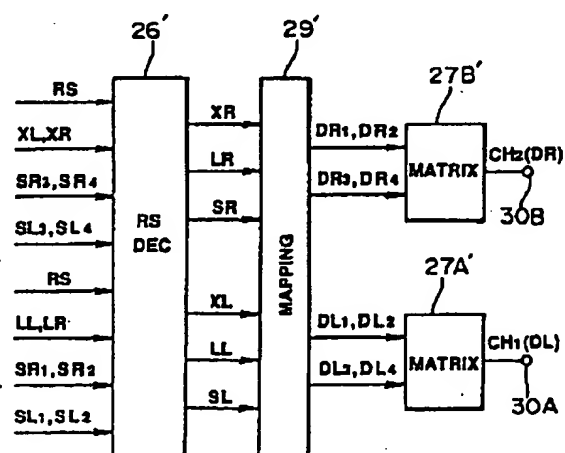 26'
29'
27B'
RS
XL,XR
SR3,SR4
SL3,SL4
RS
LL,LR
SR1,SR2
SL1,SL2
RS
DEC
XR
LR
SR
XL
LL
SL
MAPPING
DR1,DR2
DR3,DR4
MATRIX
CH2(DR)
30B
27A'
DL1,DL2
DL3,DL4
MATRIX
CH1(DL)
30A